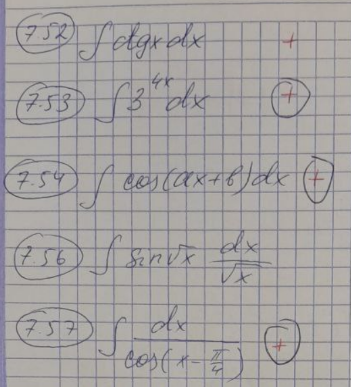 7.52 ∫ ctgx dx +
7.53 ∫ 3^{4x} dx +
7.54 ∫ cos(ax+b)dx +
7.56 ∫ sin√x dx/√x
7.57 ∫ dx/cos(x - π/4) +